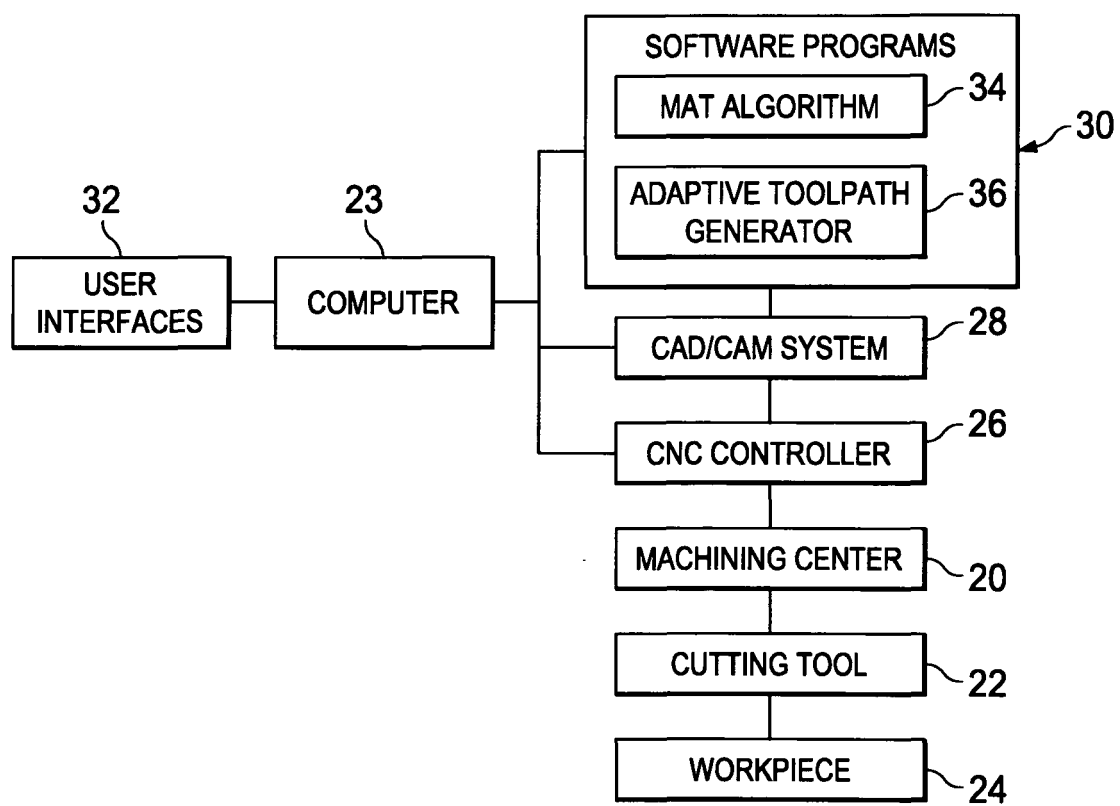 SOFTWARE PROGRAMS
MAT ALGORITHM
34
30
ADAPTIVE TOOLPATH
GENERATOR
36
32
USER
INTERFACES
23
COMPUTER
CAD/CAM SYSTEM
28
CNC CONTROLLER
26
MACHINING CENTER
20
CUTTING TOOL
22
WORKPIECE
24